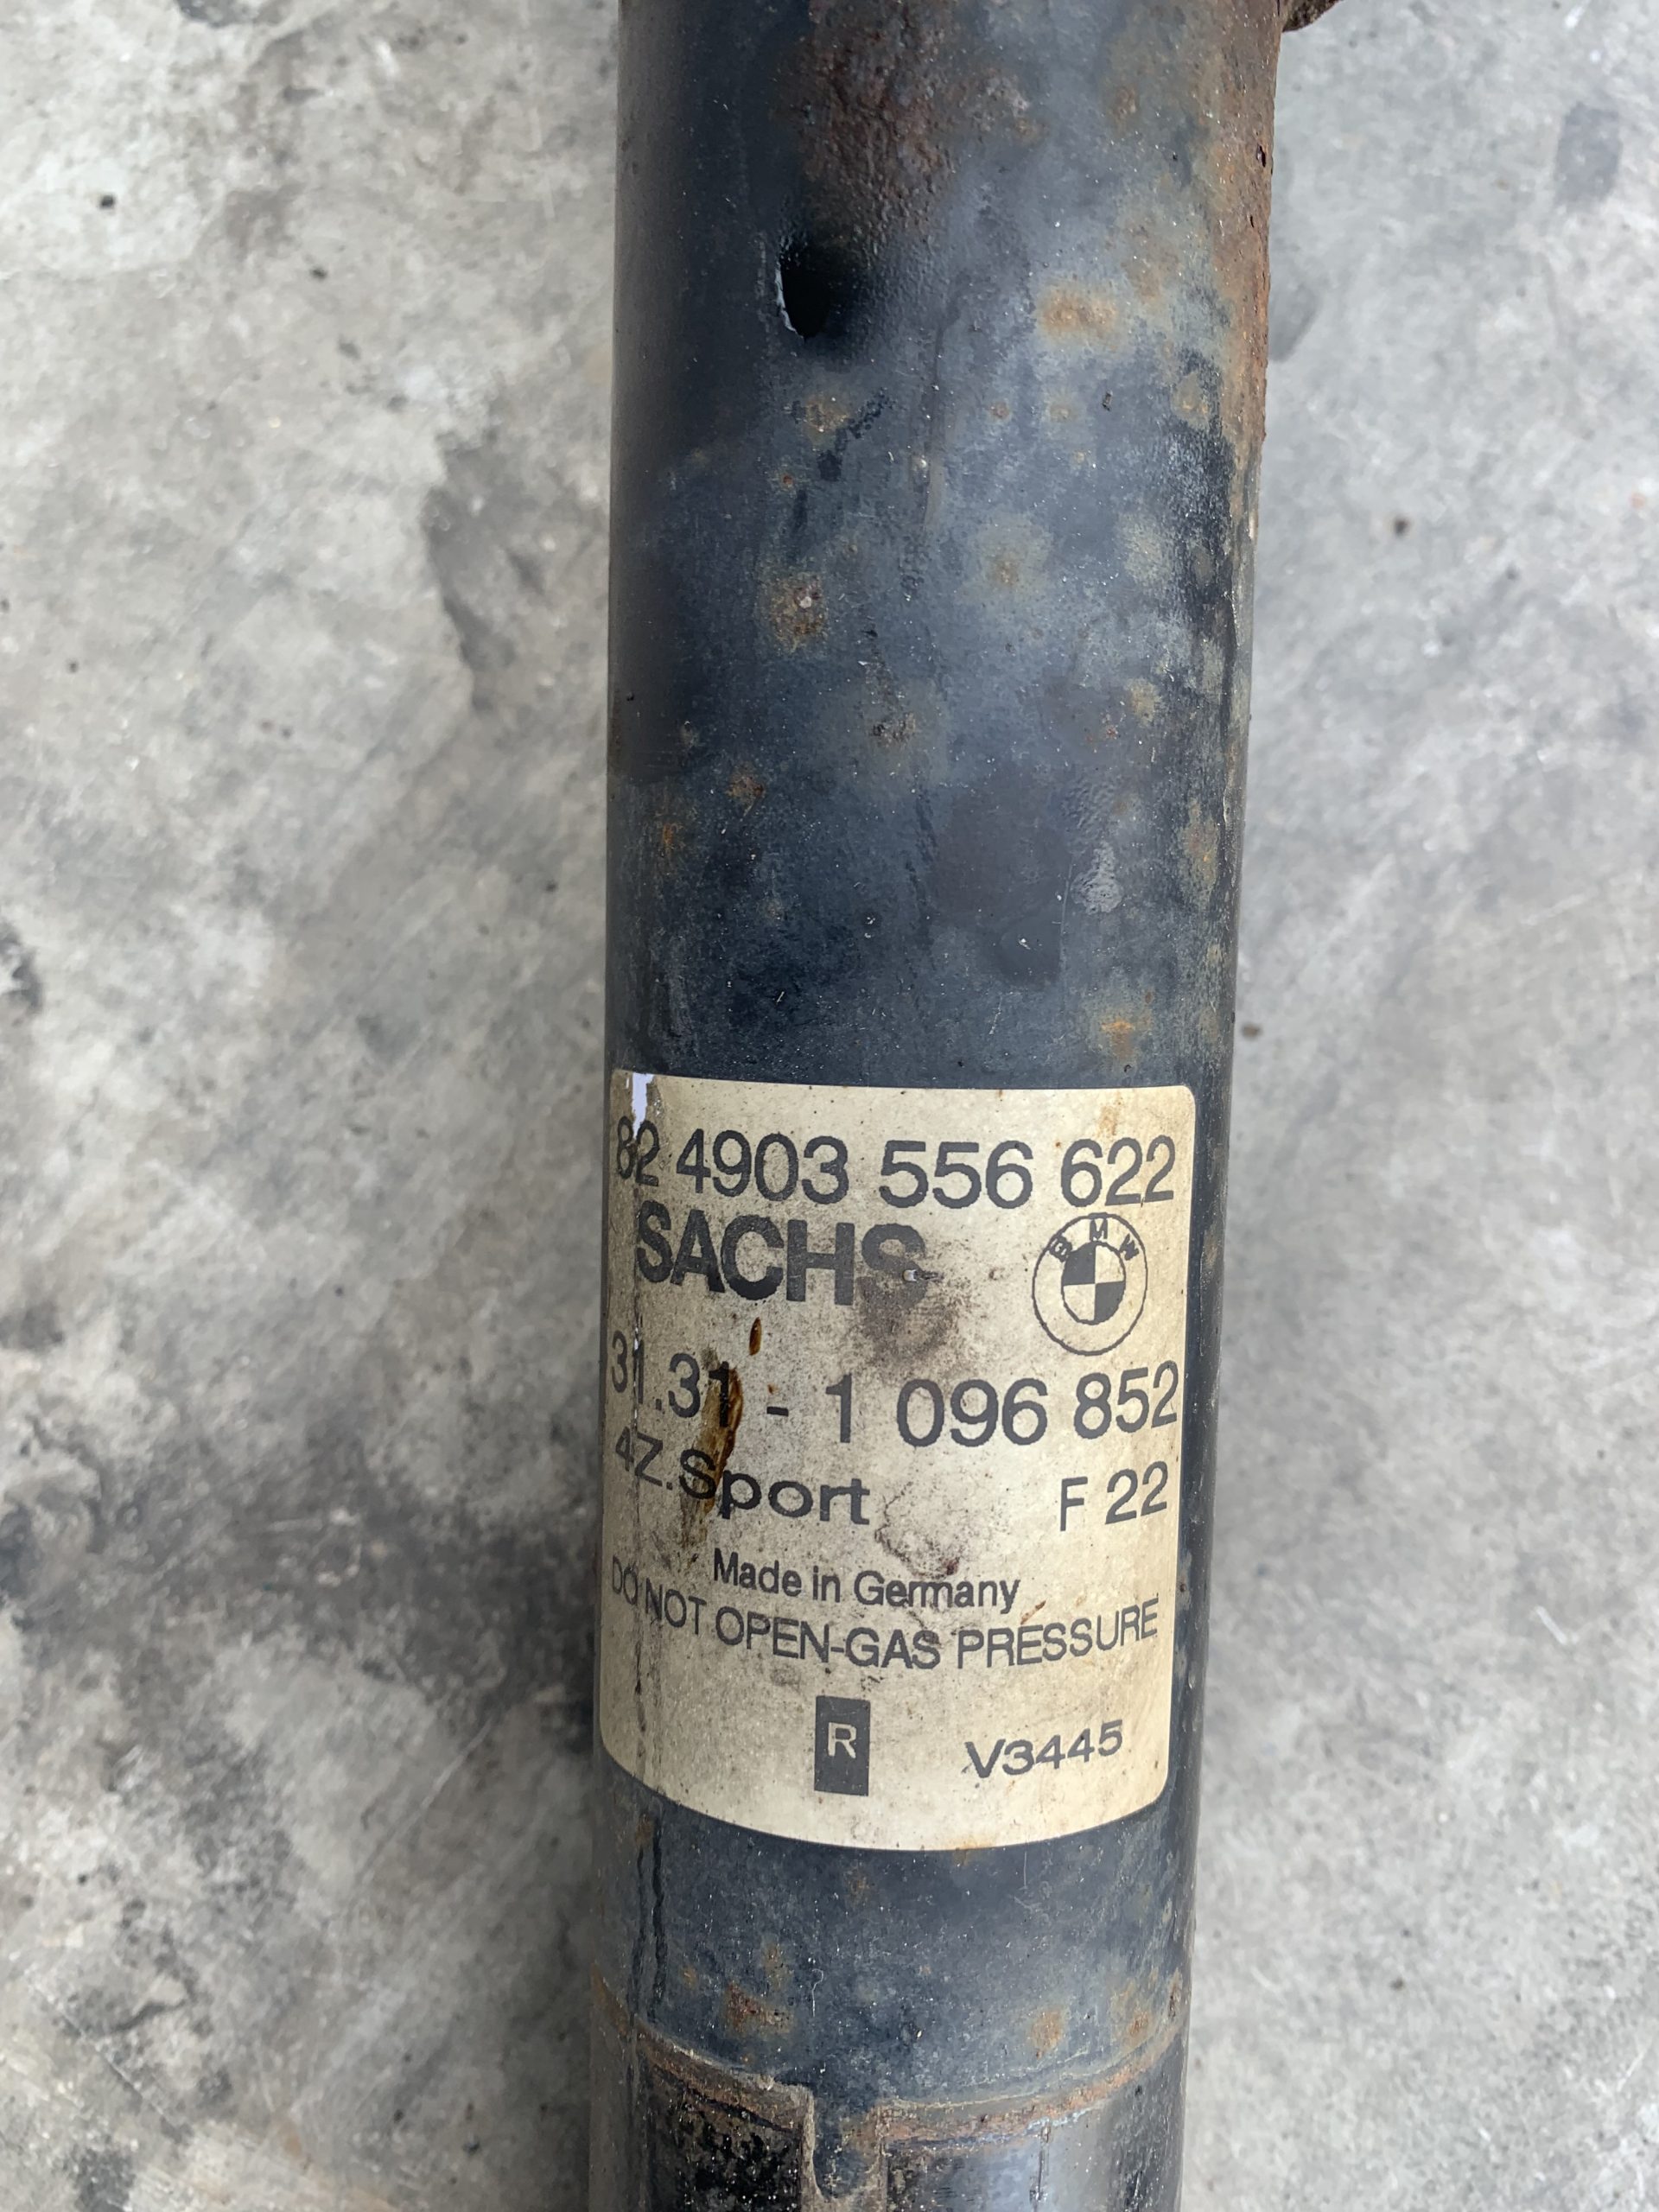 82 4903 556 622
SACHS
BMW
31.31 - 1 096 852
4Z.Sport F 22
Made in Germany
DO NOT OPEN-GAS PRESSURE
R V3445